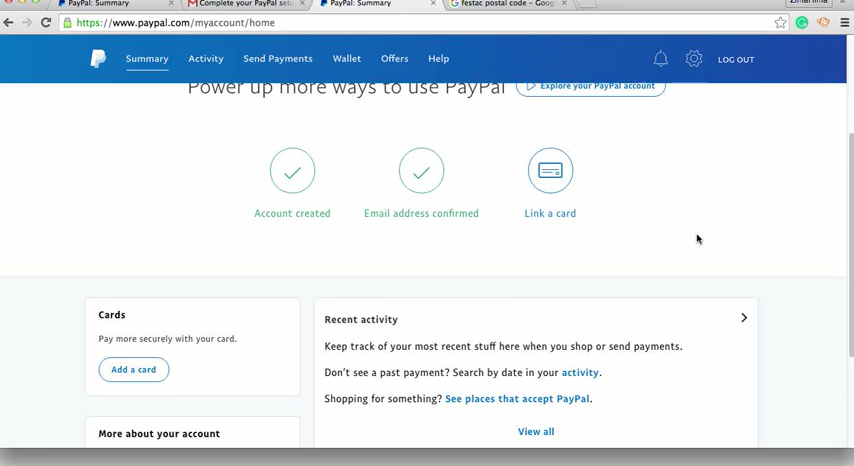 PayPal: Summary
Complete your PayPal setu
PayPal: Summary
festac postal code - Goog
https://www.paypal.com/myaccount/home
Summary
Activity
Send Payments
Wallet
Offers
Help
LOG OUT
Power up more ways to use PayPal
Explore your PayPal account
Account created
Email address confirmed
Link a card
Cards
Pay more securely with your card.
Add a card
More about your account
Recent activity
Keep track of your most recent stuff here when you shop or send payments.
Don't see a past payment? Search by date in your activity.
Shopping for something? See places that accept PayPal.
View all